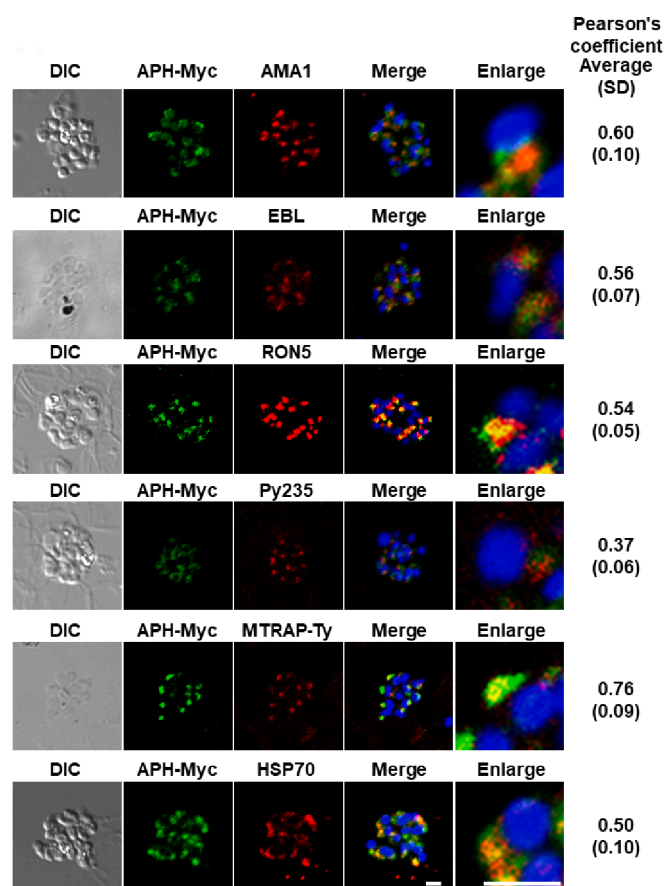 Pearson's
coefficient
Average
(SD)
DIC APH-Myc AMA1 Merge Enlarge
0.60
(0.10)
DIC APH-Myc EBL Merge Enlarge
0.56
(0.07)
DIC APH-Myc RON5 Merge Enlarge
0.54
(0.05)
DIC APH-Myc Py235 Merge Enlarge
0.37
(0.06)
DIC APH-Myc MTRAP-Ty Merge Enlarge
0.76
(0.09)
DIC APH-Myc HSP70 Merge Enlarge
0.50
(0.10)